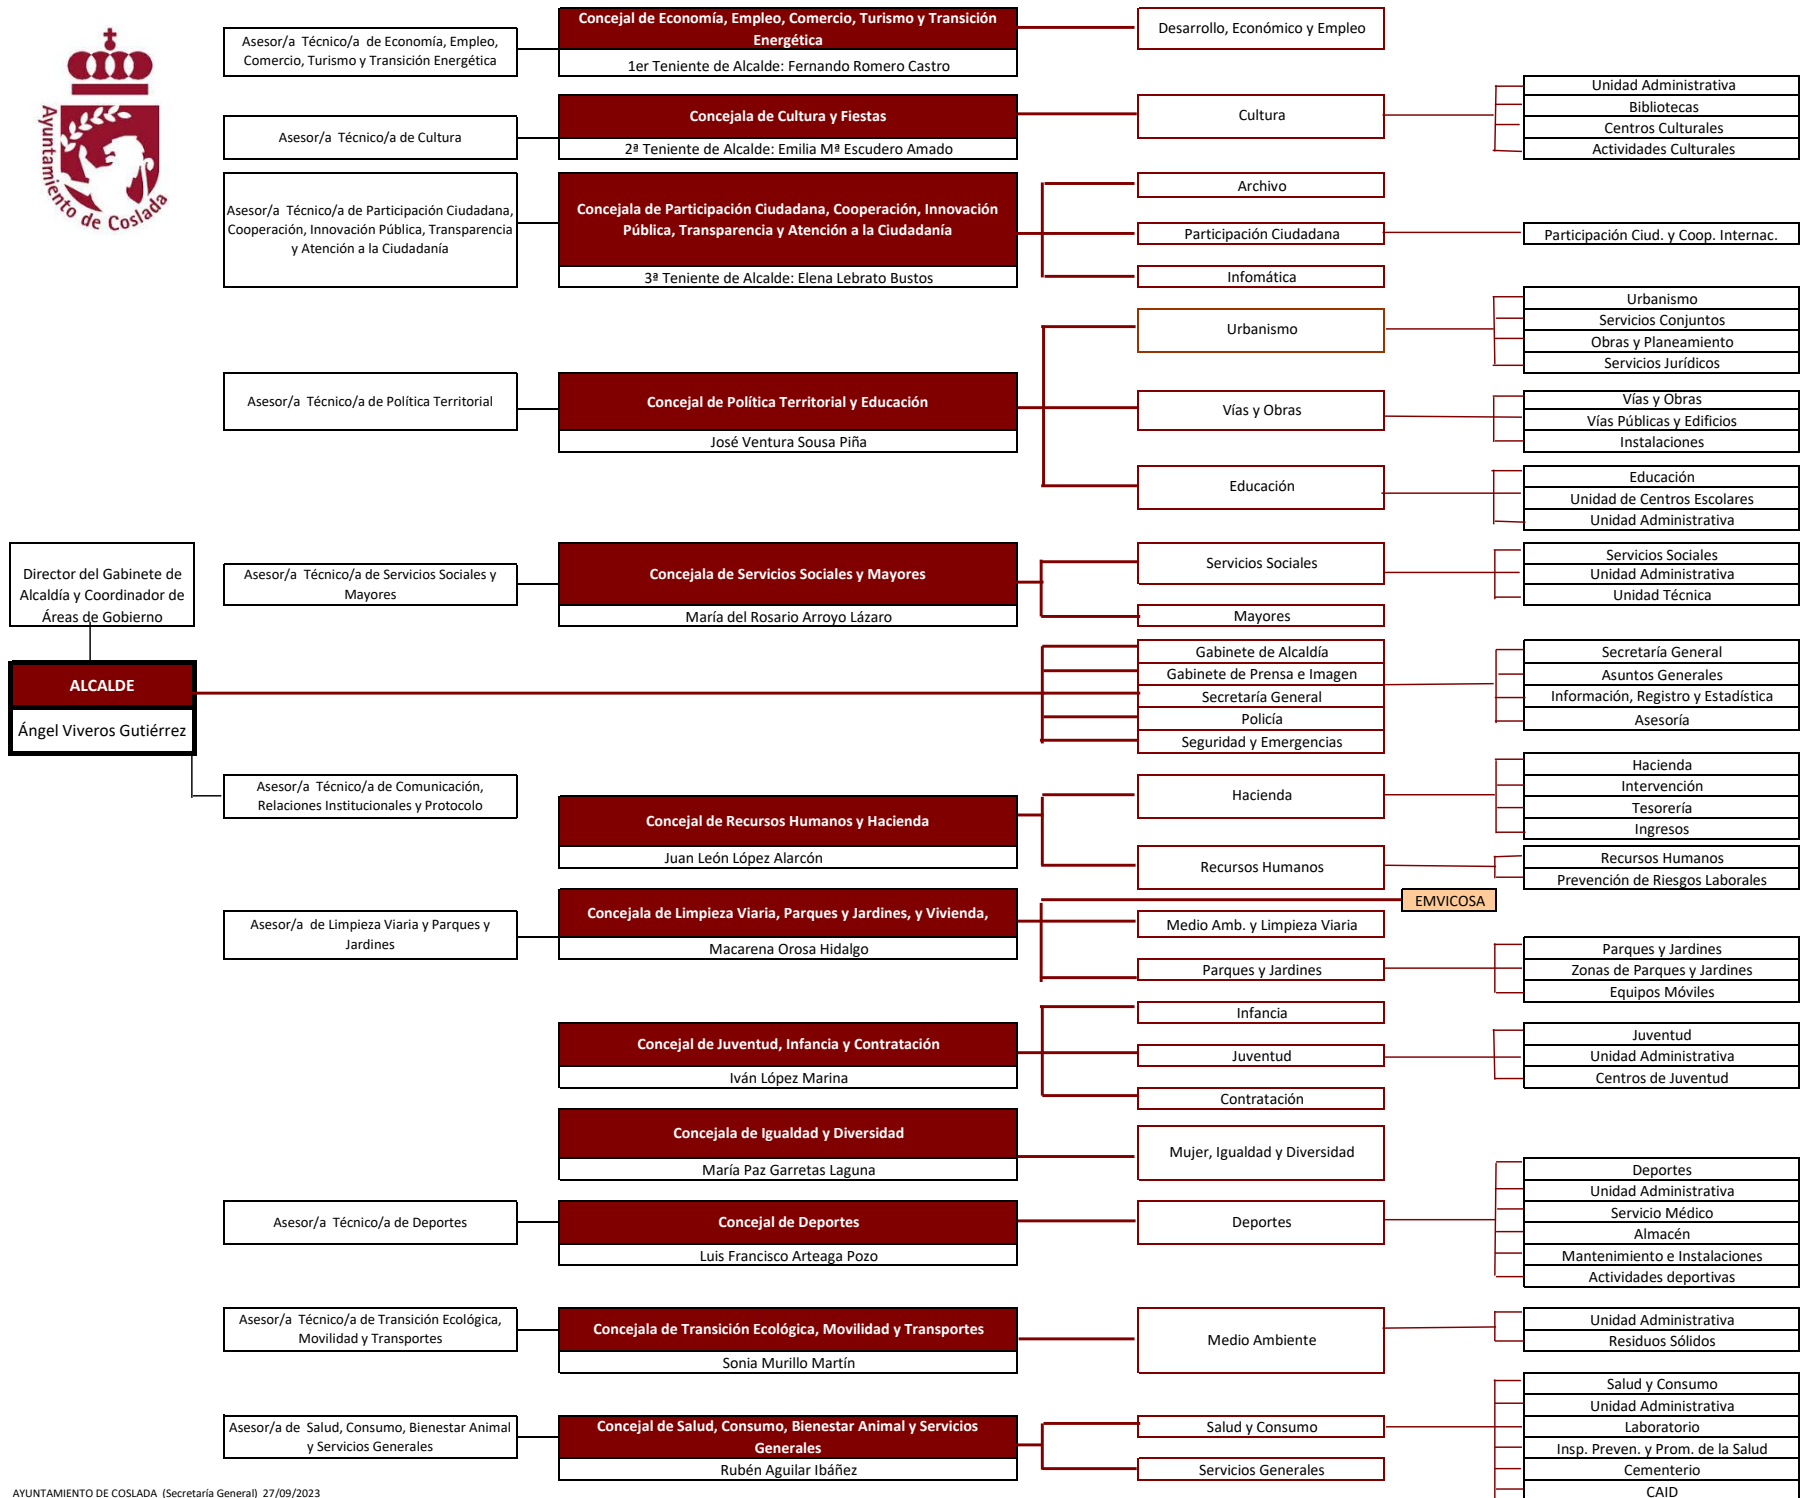 Ayuntamiento de Coslada
Asesor/a Técnico/a de Economía, Empleo,
Comercio, Turismo y Transición Energética
Concejal de Economía, Empleo, Comercio, Turismo y Transición
Energética
1er Teniente de Alcalde: Fernando Romero Castro
Desarrollo, Económico y Empleo
Asesor/a Técnico/a de Cultura
Concejala de Cultura y Fiestas
2ª Teniente de Alcalde: Emilia Mª Escudero Amado
Cultura
Unidad Administrativa
Bibliotecas
Centros Culturales
Actividades Culturales
Asesor/a Técnico/a de Participación Ciudadana,
Cooperación, Innovación Pública, Transparencia
y Atención a la Ciudadanía
Concejala de Participación Ciudadana, Cooperación, Innovación
Pública, Transparencia y Atención a la Ciudadanía
3ª Teniente de Alcalde: Elena Lebrato Bustos
Archivo
Participación Ciudadana
Participación Ciud. y Coop. Internac.
Infomática
Asesor/a Técnico/a de Política Territorial
Concejal de Política Territorial y Educación
José Ventura Sousa Piña
Urbanismo
Urbanismo
Servicios Conjuntos
Obras y Planeamiento
Servicios Jurídicos
Vías y Obras
Vías y Obras
Vías Públicas y Edificios
Instalaciones
Educación
Educación
Unidad de Centros Escolares
Unidad Administrativa
Director del Gabinete de
Alcaldía y Coordinador de
Áreas de Gobierno
Asesor/a Técnico/a de Servicios Sociales y
Mayores
Concejala de Servicios Sociales y Mayores
María del Rosario Arroyo Lázaro
Servicios Sociales
Servicios Sociales
Unidad Administrativa
Unidad Técnica
Mayores
ALCALDE
Ángel Viveros Gutiérrez
Gabinete de Alcaldía
Gabinete de Prensa e Imagen
Secretaría General
Policía
Seguridad y Emergencias
Secretaría General
Asuntos Generales
Información, Registro y Estadística
Asesoría
Asesor/a Técnico/a de Comunicación,
Relaciones Institucionales y Protocolo
Concejal de Recursos Humanos y Hacienda
Juan León López Alarcón
Hacienda
Hacienda
Intervención
Tesorería
Ingresos
Recursos Humanos
Recursos Humanos
Prevención de Riesgos Laborales
Asesor/a de Limpieza Viaria y Parques y
Jardines
Concejala de Limpieza Viaria, Parques y Jardines, y Vivienda,
Macarena Orosa Hidalgo
EMVICOSA
Medio Amb. y Limpieza Viaria
Parques y Jardines
Parques y Jardines
Zonas de Parques y Jardines
Equipos Móviles
Concejal de Juventud, Infancia y Contratación
Iván López Marina
Infancia
Juventud
Juventud
Unidad Administrativa
Centros de Juventud
Contratación
Concejala de Igualdad y Diversidad
María Paz Garretas Laguna
Mujer, Igualdad y Diversidad
Asesor/a Técnico/a de Deportes
Concejal de Deportes
Luis Francisco Arteaga Pozo
Deportes
Deportes
Unidad Administrativa
Servicio Médico
Almacén
Mantenimiento e Instalaciones
Actividades deportivas
Asesor/a Técnico/a de Transición Ecológica,
Movilidad y Transportes
Concejala de Transición Ecológica, Movilidad y Transportes
Sonia Murillo Martín
Medio Ambiente
Unidad Administrativa
Residuos Sólidos
Asesor/a de Salud, Consumo, Bienestar Animal
y Servicios Generales
Concejal de Salud, Consumo, Bienestar Animal y Servicios
Generales
Rubén Aguilar Ibáñez
Salud y Consumo
Servicios Generales
Salud y Consumo
Unidad Administrativa
Laboratorio
Insp. Preven. y Prom. de la Salud
Cementerio
CAID
AYUNTAMIENTO DE COSLADA (Secretaría General) 27/09/2023